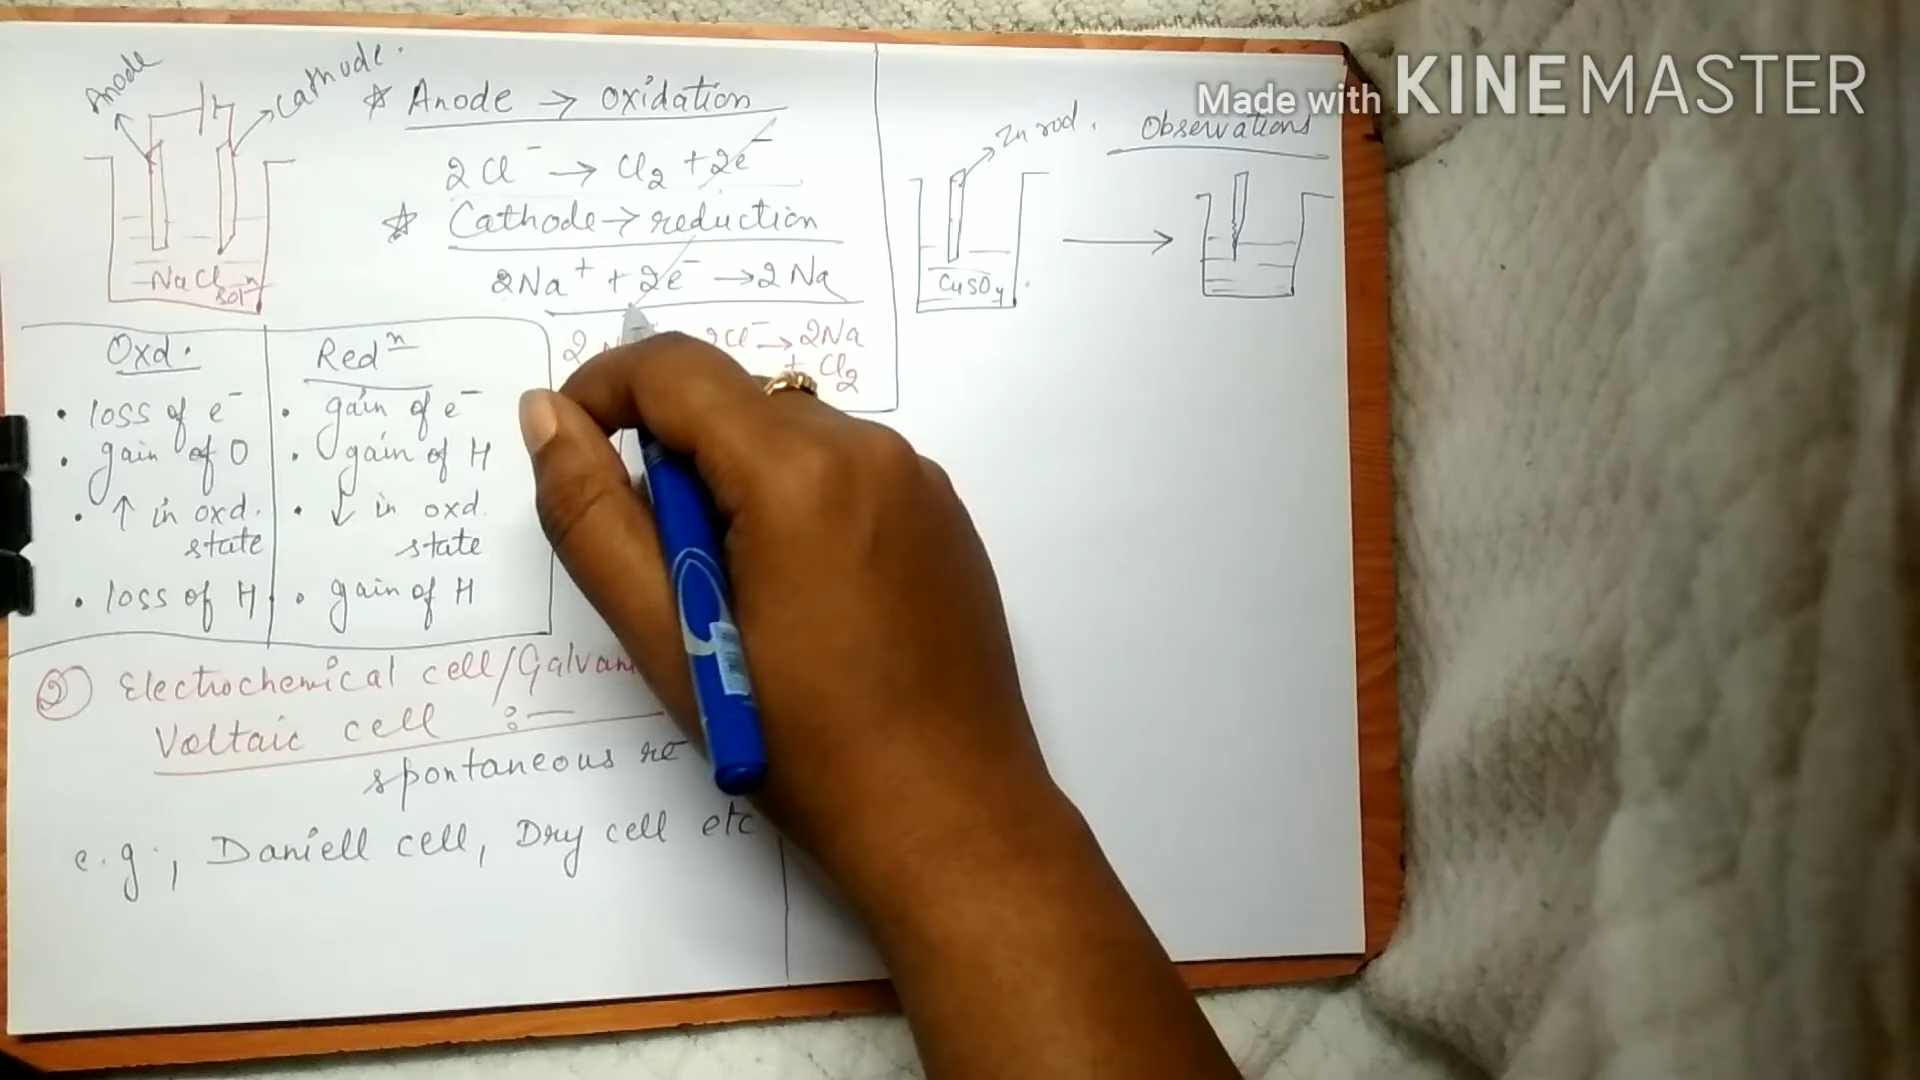 Made with KINEMASTER
Anode
Cathode.
NaCl
soln
☆ Anode → oxidation
2Cl⁻ → Cl₂ + 2e⁻
☆ Cathode → reduction
2Na⁺ + 2e⁻ → 2Na
2Cl⁻ → 2Na
+ Cl₂
Oxd.
• loss of e⁻
• gain of O
• ↑ in oxd.
state
• loss of H
Redⁿ
• gain of e⁻
• gain of H
• ↓ in oxd.
state
• gain of H
② Electrochemical cell/
Voltaic cell :—
spontaneous
e.g., Daniell cell, Dry cell etc
Zn rod.
CuSO₄
Observations